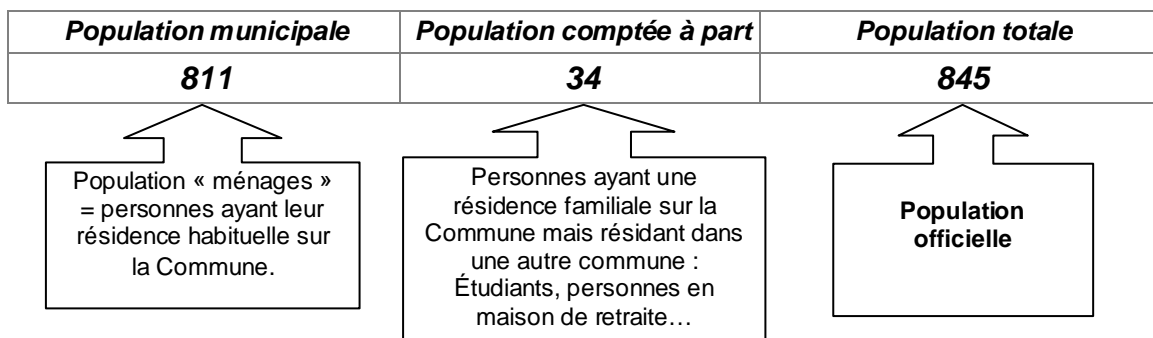 Population municipale Population comptée à part Population totale
811 34 845
Population « ménages »
= personnes ayant leur
résidence habituelle sur
la Commune.
Personnes ayant une
résidence familiale sur la
Commune mais résidant dans
une autre commune :
Étudiants, personnes en
maison de retraite…
Population
officielle